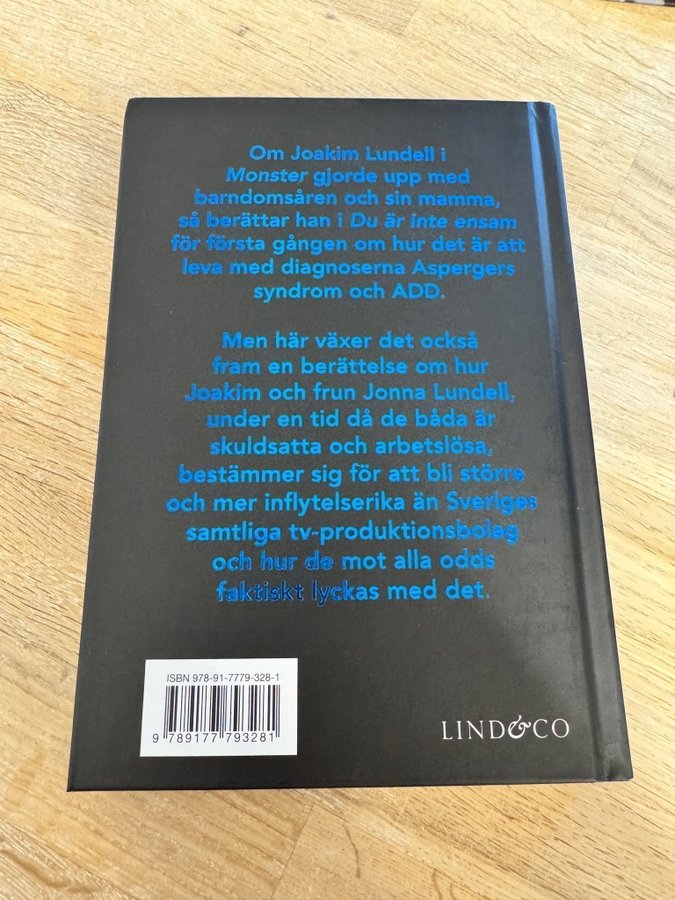 Om Joakim Lundell i
Monster gjorde upp med
barndomsåren och sin mamma,
så berättar han i Du är inte ensam
för första gången om hur det är att
leva med diagnoserna Aspergers
syndrom och ADD.
Men här växer det också
fram en berättelse om hur
Joakim och frun Jonna Lundell,
under en tid då de båda är
skuldsatta och arbetslösa,
bestämmer sig för att bli större
och mer inflytelserika än Sveriges
samtliga tv-produktionsbolag
och hur de mot alla odds
faktiskt lyckas med det.
ISBN 978-91-7779-328-1
9 789177 793281
LIND&CO